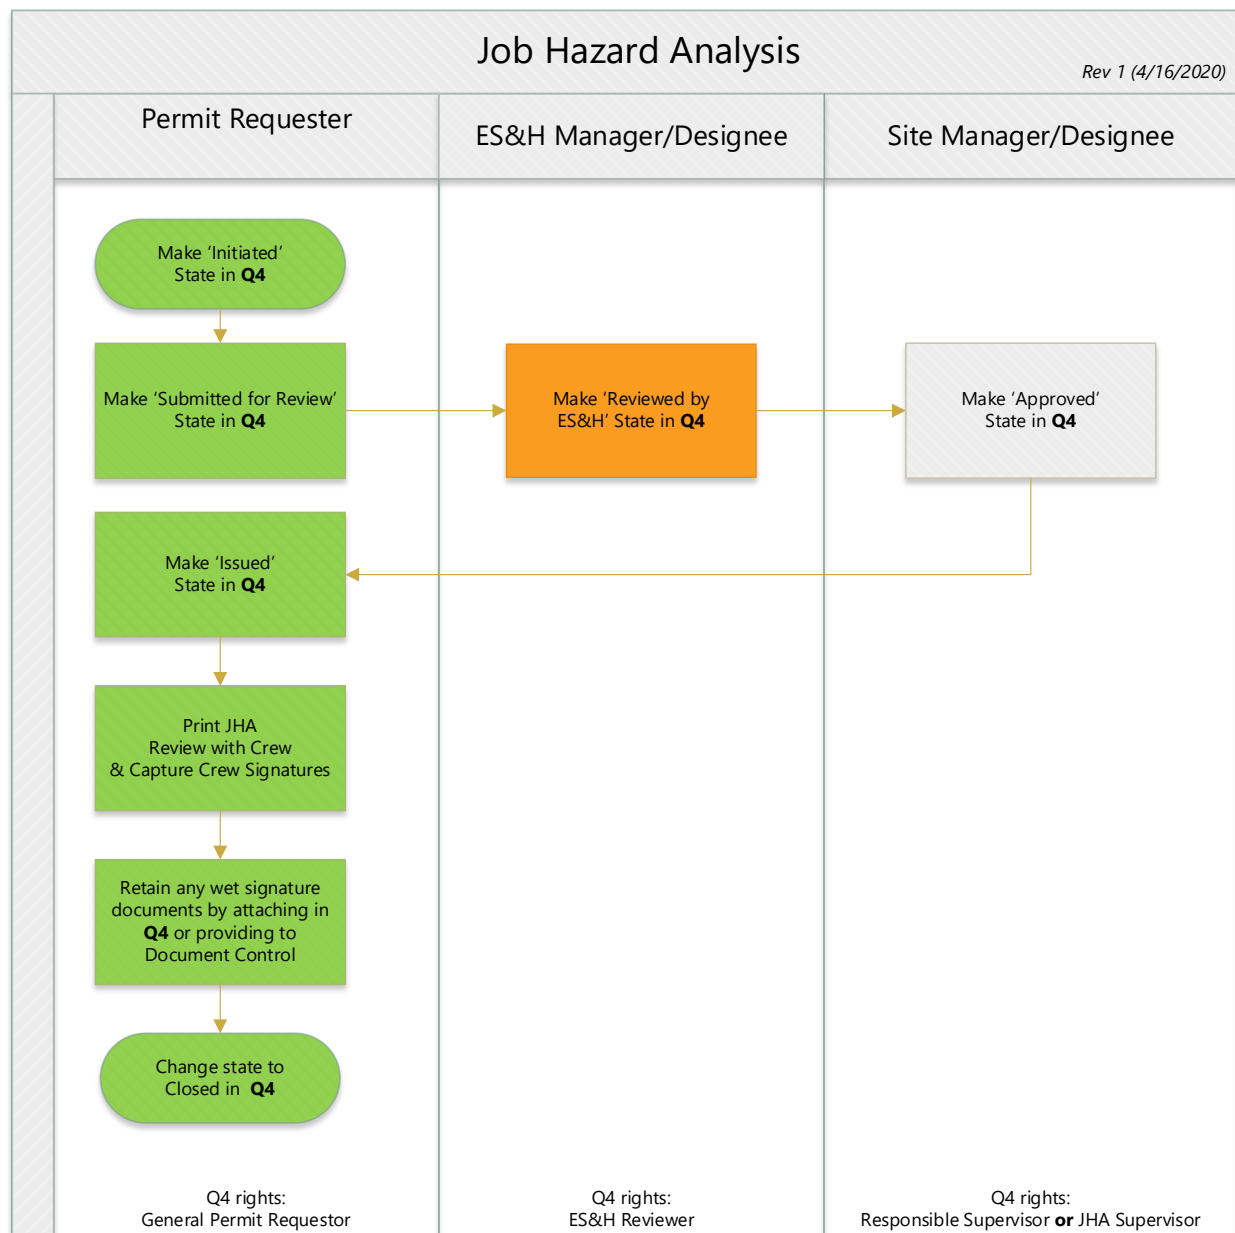 Job Hazard Analysis
Rev 1 (4/16/2020)
Permit Requester
ES&H Manager/Designee
Site Manager/Designee
Make ‘Initiated’
State in Q4
Make ‘Submitted for Review’
State in Q4
Make ‘Reviewed by
ES&H’ State in Q4
Make ‘Approved’
State in Q4
Make ‘Issued’
State in Q4
Print JHA
Review with Crew
& Capture Crew Signatures
Retain any wet signature
documents by attaching in
Q4 or providing to
Document Control
Change state to
Closed in Q4
Q4 rights:
General Permit Requestor
Q4 rights:
ES&H Reviewer
Q4 rights:
Responsible Supervisor or JHA Supervisor